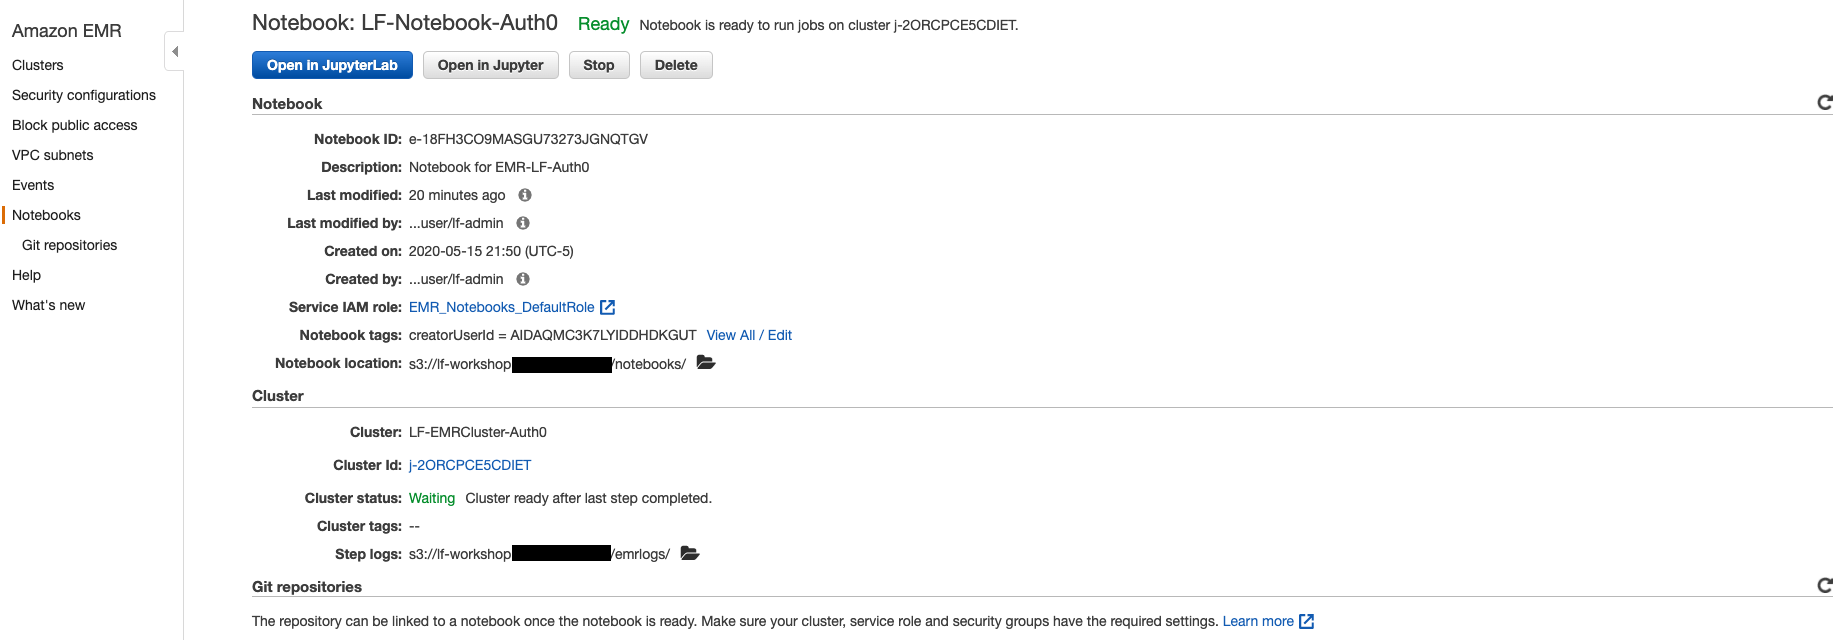 Amazon EMR
Clusters
Security configurations
Block public access
VPC subnets
Events
Notebooks
Git repositories
Help
What's new
Notebook: LF-Notebook-Auth0 Ready Notebook is ready to run jobs on cluster j-2ORCPCE5CDIET.
Open in JupyterLab Open in Jupyter Stop Delete
Notebook
Notebook ID: e-18FH3CO9MASGU73273JGNQTGV
Description: Notebook for EMR-LF-Auth0
Last modified: 20 minutes ago
Last modified by: ...user/lf-admin
Created on: 2020-05-15 21:50 (UTC-5)
Created by: ...user/lf-admin
Service IAM role: EMR_Notebooks_DefaultRole
Notebook tags: creatorUserId = AIDAQMC3K7LYIDDHDKGUT View All / Edit
Notebook location: s3://lf-workshop /notebooks/
Cluster
Cluster: LF-EMRCluster-Auth0
Cluster Id: j-2ORCPCE5CDIET
Cluster status: Waiting Cluster ready after last step completed.
Cluster tags: --
Step logs: s3://lf-workshop /emrlogs/
Git repositories
The repository can be linked to a notebook once the notebook is ready. Make sure your cluster, service role and security groups have the required settings. Learn more